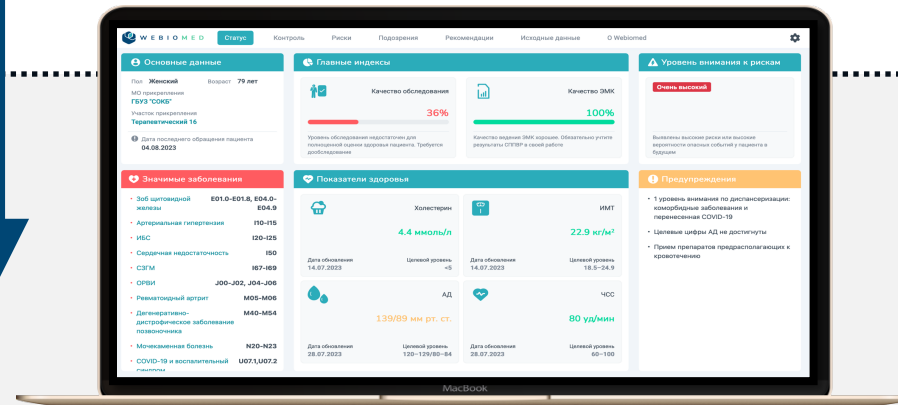 WEBIOMED
Статус
Контроль
Риски
Подозрения
Рекомендации
Исходные данные
О Webiomed
Основные данные
Пол Женский Возраст 79 лет
МО прикрепления
ГБУЗ "СОКБ"
Участок прикрепления
Терапевтический 16
Дата последнего обращения пациента
04.08.2023
Главные индексы
Качество обследования
36%
Уровень обследования недостаточен для
полноценной оценки здоровья пациента. Требуется
дообследование
Качество ЭМК
100%
Качество ведения ЭМК хорошее. Обязательно учтите
результаты СППВР в своей работе
Уровень внимания к рискам
Очень высокий
Выявлены высокие риски или высокие
вероятности опасных событий у пациента в
будущем
Значимые заболевания
Зоб щитовидной железы E01.0-E01.8, E04.0-
E04.9
Артериальная гипертензия I10-I15
ИБС I20-I25
Сердечная недостаточность I50
СЗГМ I67-I69
ОРВИ J00-J02, J04-J06
Ревматоидный артрит M05-M06
Дегенеративно- M40-M54
дистрофическое заболевание
позвоночника
Мочекаменная болезнь N20-N23
COVID-19 и воспалительный U07.1,U07.2
синдром
Показатели здоровья
Холестерин
4.4 ммоль/л
Дата обновления Целевой уровень
14.07.2023 <5
ИМТ
22.9 кг/м²
Дата обновления Целевой уровень
14.07.2023 18.5–24.9
АД
139/89 мм рт. ст.
Дата обновления Целевой уровень
28.07.2023 120–129/80–84
ЧСС
80 уд/мин
Дата обновления Целевой уровень
28.07.2023 60–100
Предупреждения
1 уровень внимания по диспансеризации:
коморбидные заболевания и
перенесенная COVID-19
Целевые цифры АД не достигнуты
Прием препаратов предрасполагающих к
кровотечению
MacBook